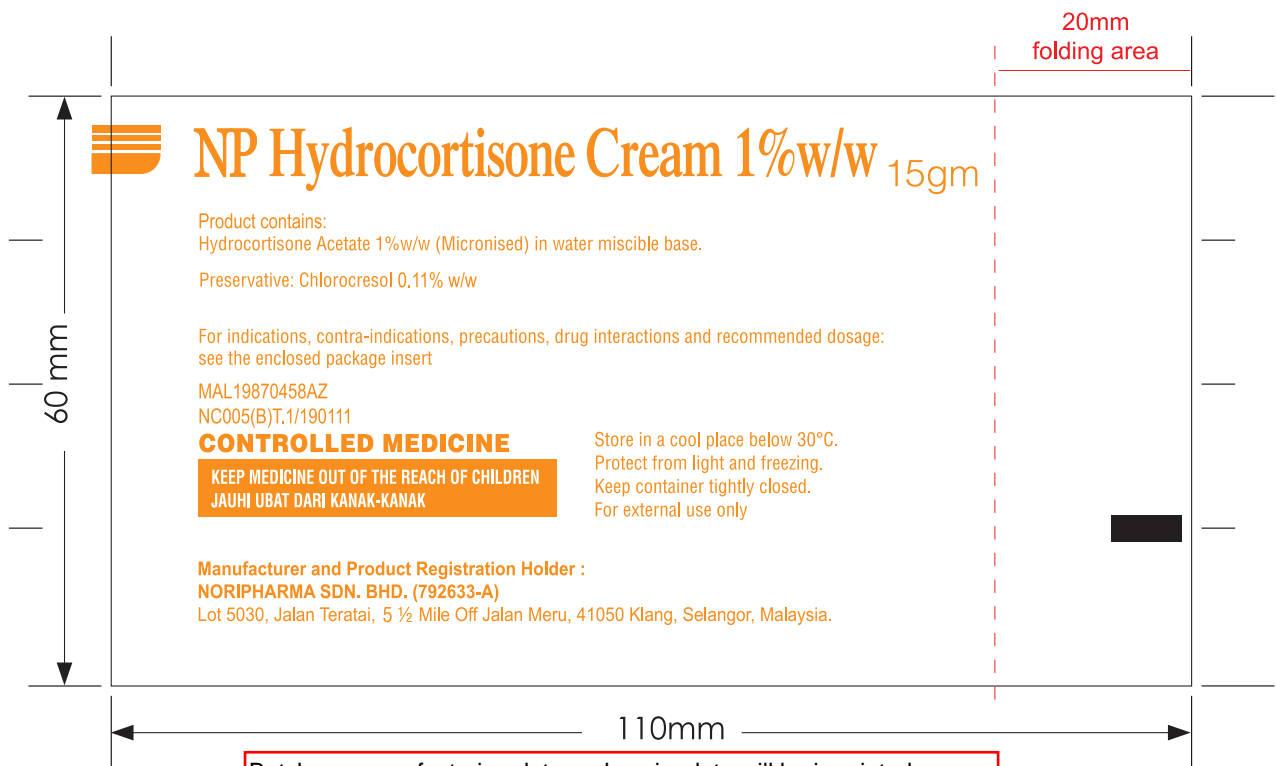 20mm
folding area
NP Hydrocortisone Cream 1%w/w 15gm
Product contains:
Hydrocortisone Acetate 1%w/w (Micronised) in water miscible base.
Preservative: Chlorocresol 0.11% w/w
For indications, contra-indications, precautions, drug interactions and recommended dosage:
see the enclosed package insert
MAL19870458AZ
NC005(B)T.1/190111
CONTROLLED MEDICINE
KEEP MEDICINE OUT OF THE REACH OF CHILDREN
JAUHI UBAT DARI KANAK-KANAK
Store in a cool place below 30°C.
Protect from light and freezing.
Keep container tightly closed.
For external use only
Manufacturer and Product Registration Holder :
NORIPHARMA SDN. BHD. (792633-A)
Lot 5030, Jalan Teratai, 5 ½ Mile Off Jalan Meru, 41050 Klang, Selangor, Malaysia.
60 mm
110mm